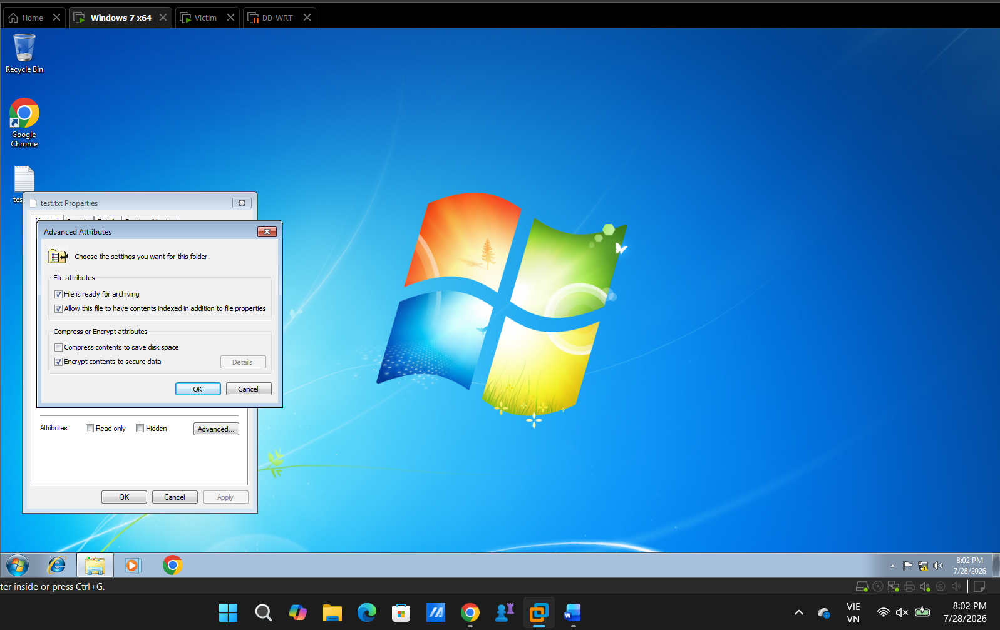 Home
Windows 7 x64
Victim
DD-WRT
Recycle Bin
Google
Chrome
test.txt Properties
General
Advanced Attributes
Choose the settings you want for this folder.
File attributes
File is ready for archiving
Allow this file to have contents indexed in addition to file properties
Compress or Encrypt attributes
Compress contents to save disk space
Encrypt contents to secure data
Details
OK
Cancel
Attributes:
Read-only
Hidden
Advanced...
OK
Cancel
Apply
8:02 PM
7/28/2026
ter inside or press Ctrl+G.
VIE
VN
8:02 PM
7/28/2026